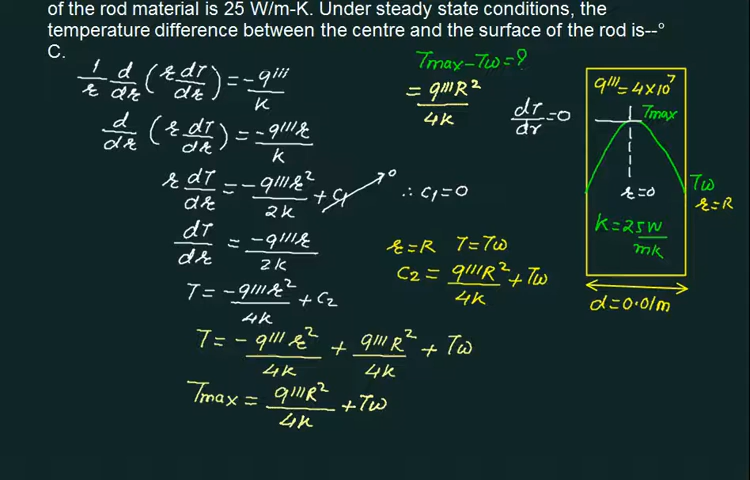 of the rod material is 25 W/m-K. Under steady state conditions, the
temperature difference between the centre and the surface of the rod is--°
C.
1/r d/dr (r dT/dr) = -q'''/k
d/dr (r dT/dr) = -q'''r/k
r dT/dr = -q'''r²/2k + C1 → 0
∴ C1 = 0
dT/dr = -q'''r/2k
T = -q'''r²/4k + C2
Tmax - Tw = ?
= q'''R²/4k
dT/dr = 0
r=R T=Tw
C2 = q'''R²/4k + Tw
T = -q'''r²/4k + q'''R²/4k + Tw
Tmax = q'''R²/4k + Tw
q''' = 4×10⁷
Tmax
Tw
r=0
r=R
k = 25W/mk
d=0.01m